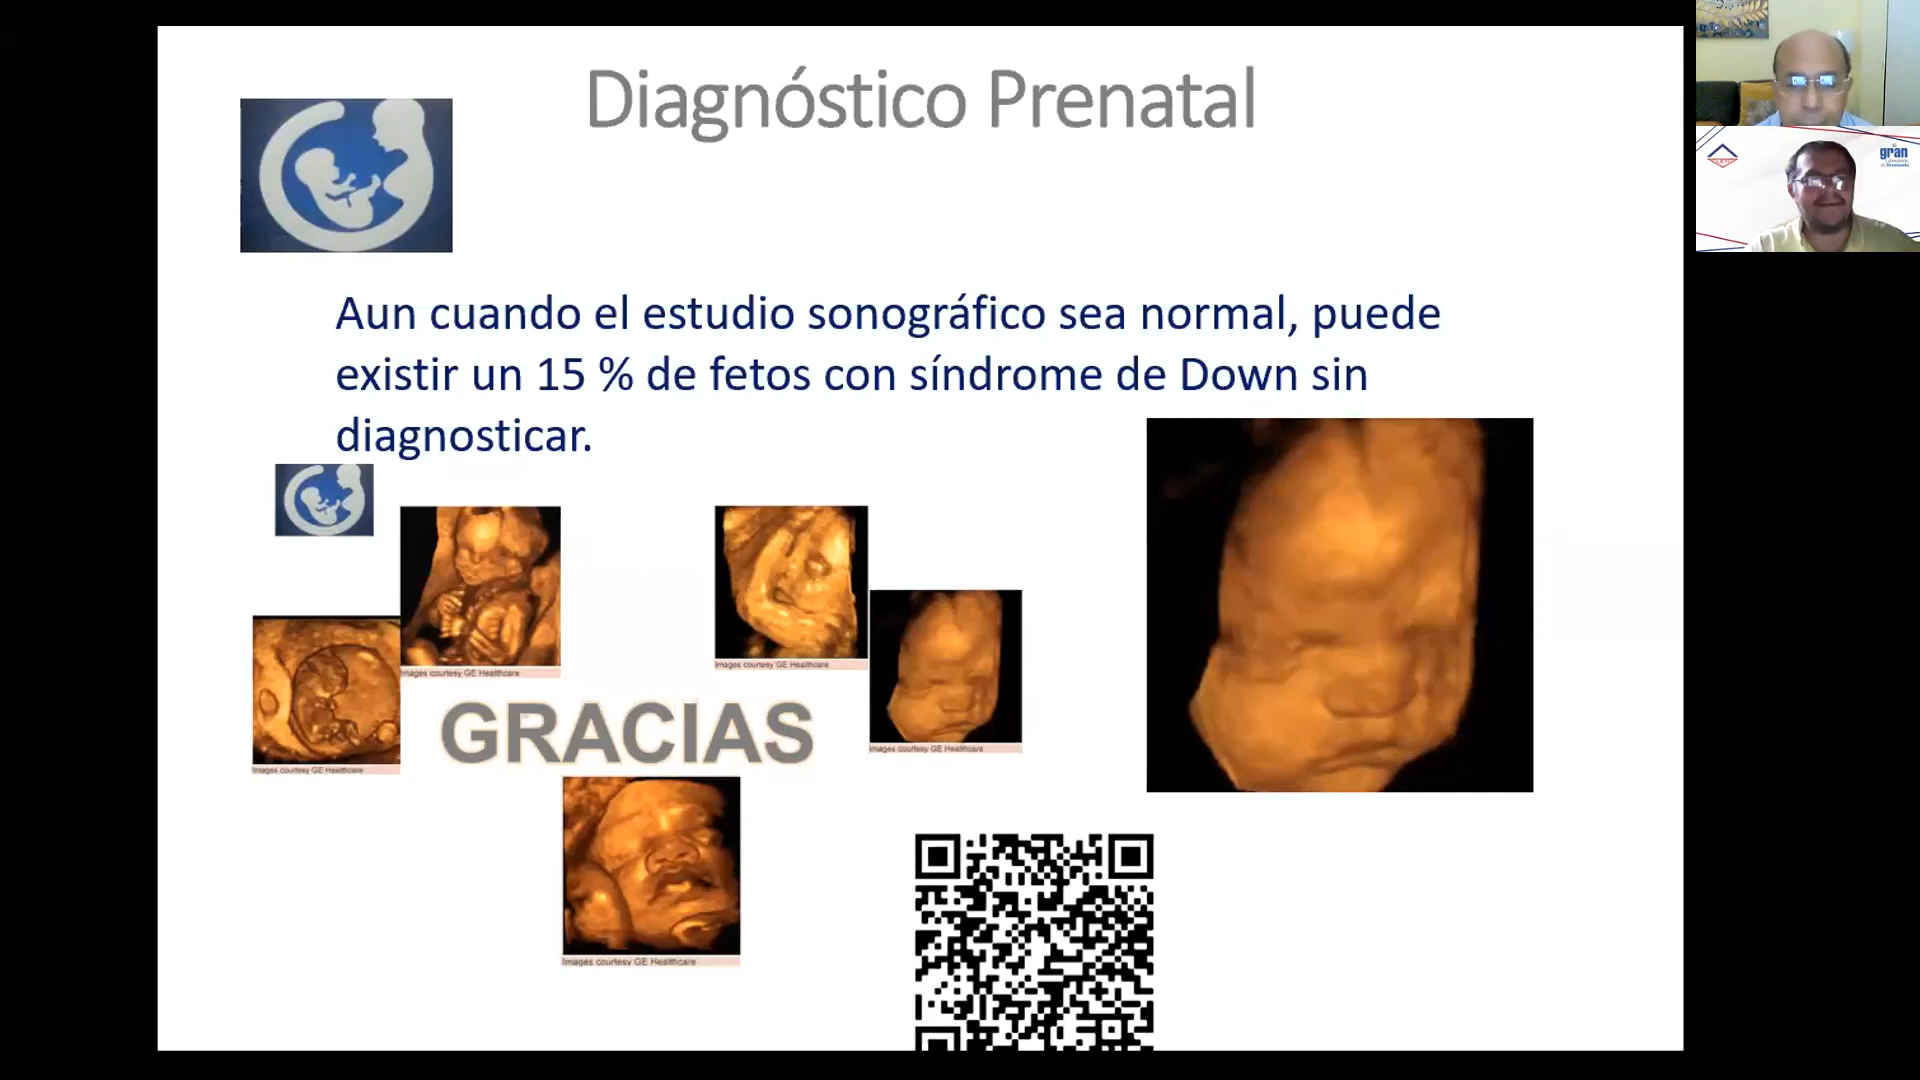 Diagnóstico Prenatal
gran
Aun cuando el estudio sonográfico sea normal, puede
existir un 15 % de fetos con síndrome de Down sin
diagnosticar.
Images courtesy GE Healthcare
Images courtesy GE Healthcare
Images courtesy GE Healthcare
Images courtesy GE Healthcare
GRACIAS
Images courtesy GE Healthcare